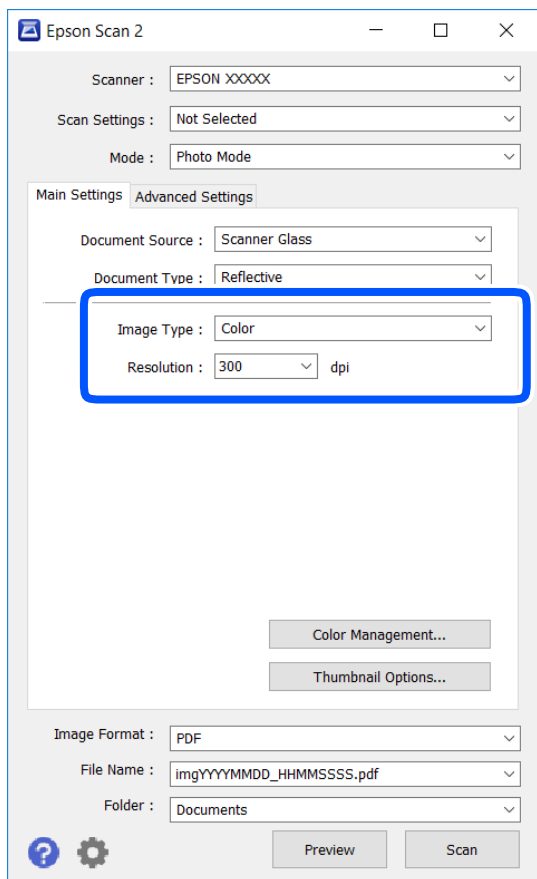 Epson Scan 2
Scanner : EPSON XXXXX
Scan Settings : Not Selected
Mode : Photo Mode
Main Settings Advanced Settings
Document Source : Scanner Glass
Document Type : Reflective
Image Type : Color
Resolution : 300 dpi
Color Management...
Thumbnail Options...
Image Format : PDF
File Name : imgYYYYMMDD_HHMMSSSS.pdf
Folder : Documents
? Preview Scan